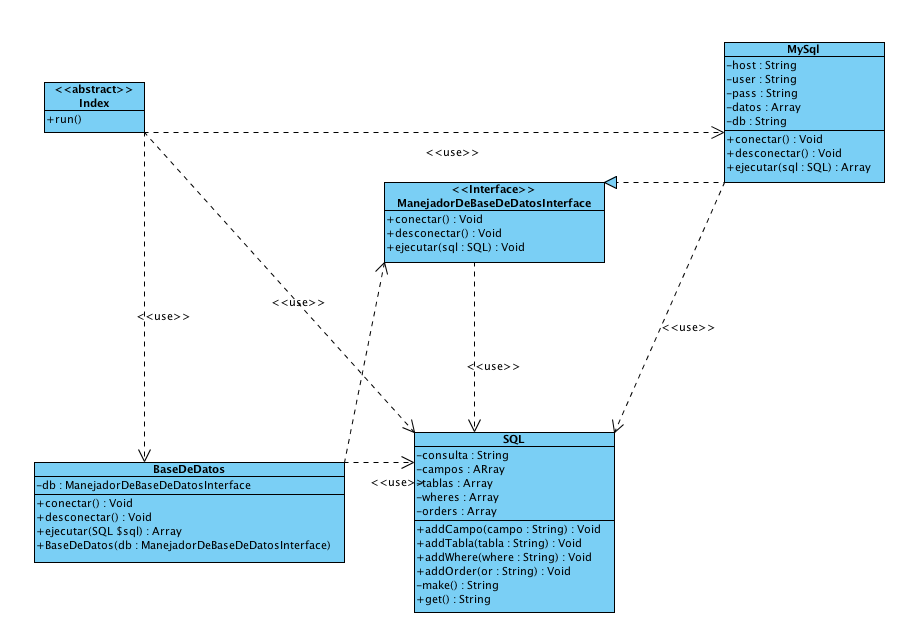 MySql
-host : String
-user : String
-pass : String
-datos : Array
-db : String
+conectar() : Void
+desconectar() : Void
+ejecutar(sql : SQL) : Array
<<abstract>>
Index
+run()
<<use>>
<<Interface>>
ManejadorDeBaseDeDatosInterface
+conectar() : Void
+desconectar() : Void
+ejecutar(sql : SQL) : Void
<<use>>
<<use>>
<<use>>
<<use>>
SQL
-consulta : String
-campos : ARray
-tablas : Array
-wheres : Array
-orders : Array
+addCampo(campo : String) : Void
+addTabla(tabla : String) : Void
+addWhere(where : String) : Void
+addOrder(or : String) : Void
-make() : String
+get() : String
BaseDeDatos
-db : ManejadorDeBaseDeDatosInterface
+conectar() : Void
+desconectar() : Void
+ejecutar(SQL $sql) : Array
+BaseDeDatos(db : ManejadorDeBaseDeDatosInterface)
<<use>>